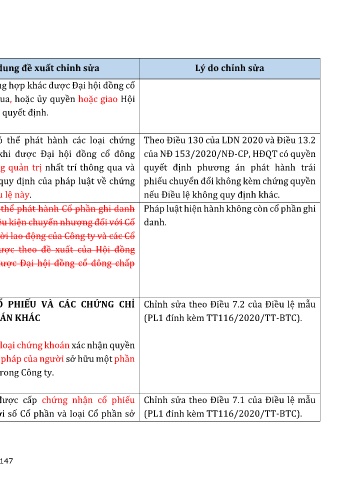 dung đề xuất chỉnh sửa
Lý do chỉnh sửa
ng hợp khác được Đại hội đồng cổ
ua, hoặc ủy quyền hoặc giao Hội
quyết định.
ó thể phát hành các loại chứng
khi được Đại hội đồng cổ đông
g quản trị nhất trí thông qua và
quy định của pháp luật về chứng
u lệ này.
Theo Điều 130 của LDN 2020 và Điều 13.2
của NĐ 153/2020/NĐ-CP, HĐQT có quyền
quyết định phương án phát hành trái
phiếu chuyển đổi không kèm chứng quyền
nếu Điều lệ không quy định khác.
thể phát hành Cổ phần ghi danh
ều kiện chuyển nhượng đối với Cổ
ời lao động của Công ty và các Cổ
ược theo đề xuất của Hội đồng
được Đại hội đồng cổ đông chấp
Pháp luật hiện hành không còn cổ phần ghi
danh.
Ổ PHIẾU VÀ CÁC CHỨNG CHỈ
ÁN KHÁC
loại chứng khoán xác nhận quyền
pháp của người sở hữu một phần
rong Công ty.
Chỉnh sửa theo Điều 7.2 của Điều lệ mẫu
(PL1 đính kèm TT116/2020/TT-BTC).
được cấp chứng nhận cổ phiếu
ới số Cổ phần và loại Cổ phần sở
Chỉnh sửa theo Điều 7.1 của Điều lệ mẫu
(PL1 đính kèm TT116/2020/TT-BTC).
147